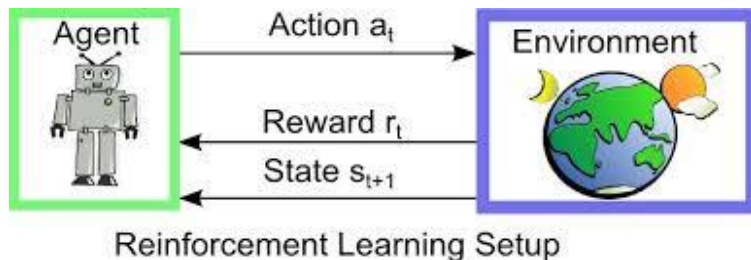 Agent
Action aₜ
Environment
Reward rₜ
State sₜ₊₁
Reinforcement Learning Setup